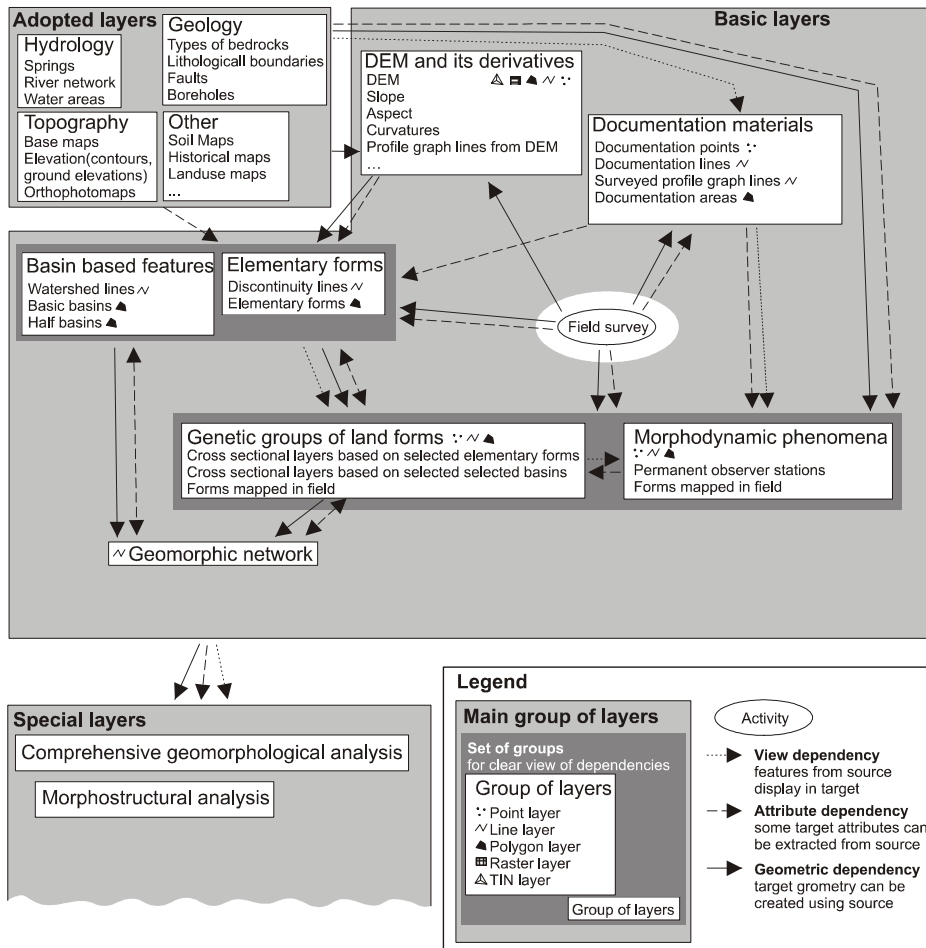 Adopted layers
Hydrology
Springs
River network
Water areas
Geology
Types of bedrocks
Lithologicall boundaries
Faults
Boreholes
Topography
Base maps
Elevation(contours,
ground elevations)
Orthophotomaps
Other
Soil Maps
Historical maps
Landuse maps
...
Basic layers
DEM and its derivatives
DEM
Slope
Aspect
Curvatures
Profile graph lines from DEM
...
Documentation materials
Documentation points
Documentation lines
Surveyed profile graph lines
Documentation areas
Basin based features
Watershed lines
Basic basins
Half basins
Elementary forms
Discontinuity lines
Elementary forms
Field survey
Genetic groups of land forms
Cross sectional layers based on selected elementary forms
Cross sectional layers based on selected selected basins
Forms mapped in field
Morphodynamic phenomena
Permanent observer stations
Forms mapped in field
Geomorphic network
Special layers
Comprehensive geomorphological analysis
Morphostructural analysis
Legend
Main group of layers
Set of groups
for clear view of dependencies
Group of layers
Point layer
Line layer
Polygon layer
Raster layer
TIN layer
Group of layers
Activity
View dependency
features from source
display in target
Attribute dependency
some target attributes can
be extracted from source
Geometric dependency
target grometry can be
created using source